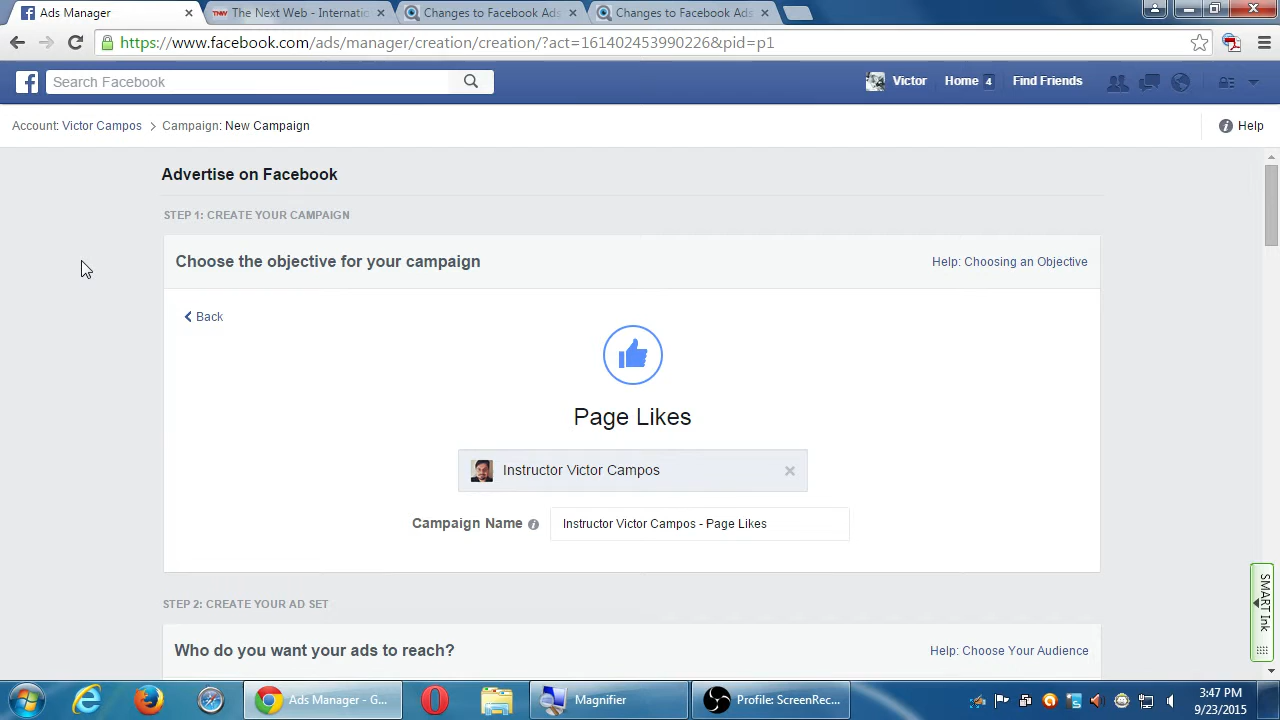 Ads Manager
TNW The Next Web - Internatio
Changes to Facebook Ads
Changes to Facebook Ads
https://www.facebook.com/ads/manager/creation/creation/?act=161402453990226&pid=p1
Search Facebook
Victor
Home 4
Find Friends
Account: Victor Campos > Campaign: New Campaign
Help
Advertise on Facebook
STEP 1: CREATE YOUR CAMPAIGN
Choose the objective for your campaign
Help: Choosing an Objective
Back
Page Likes
Instructor Victor Campos
Campaign Name
Instructor Victor Campos - Page Likes
STEP 2: CREATE YOUR AD SET
Who do you want your ads to reach?
Help: Choose Your Audience
SMART Ink
Ads Manager - G...
Magnifier
Profile: ScreenRec...
3:47 PM
9/23/2015